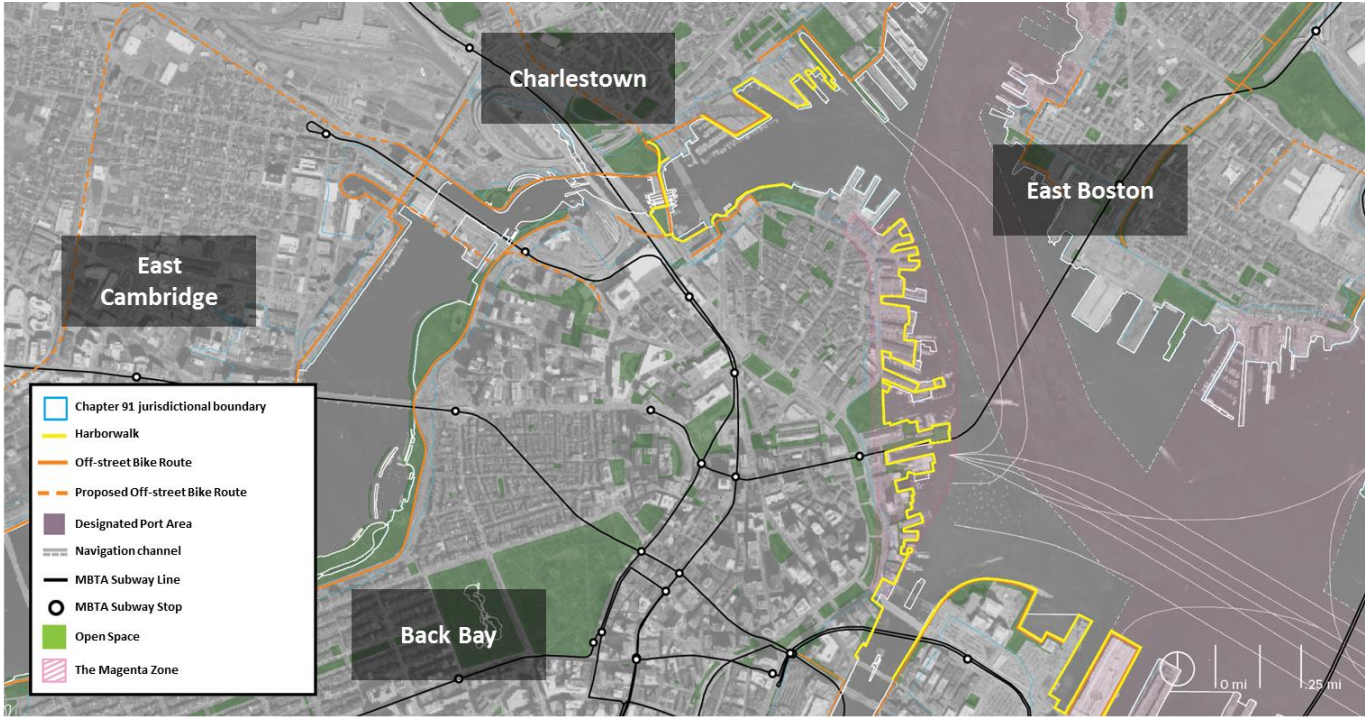 Charlestown
East Boston
East
Cambridge
Chapter 91 jurisdictional boundary
Harborwalk
Off-street Bike Route
Proposed Off-street Bike Route
Designated Port Area
Navigation channel
MBTA Subway Line
MBTA Subway Stop
Open Space
The Magenta Zone
Back Bay
0 mi
.25 mi